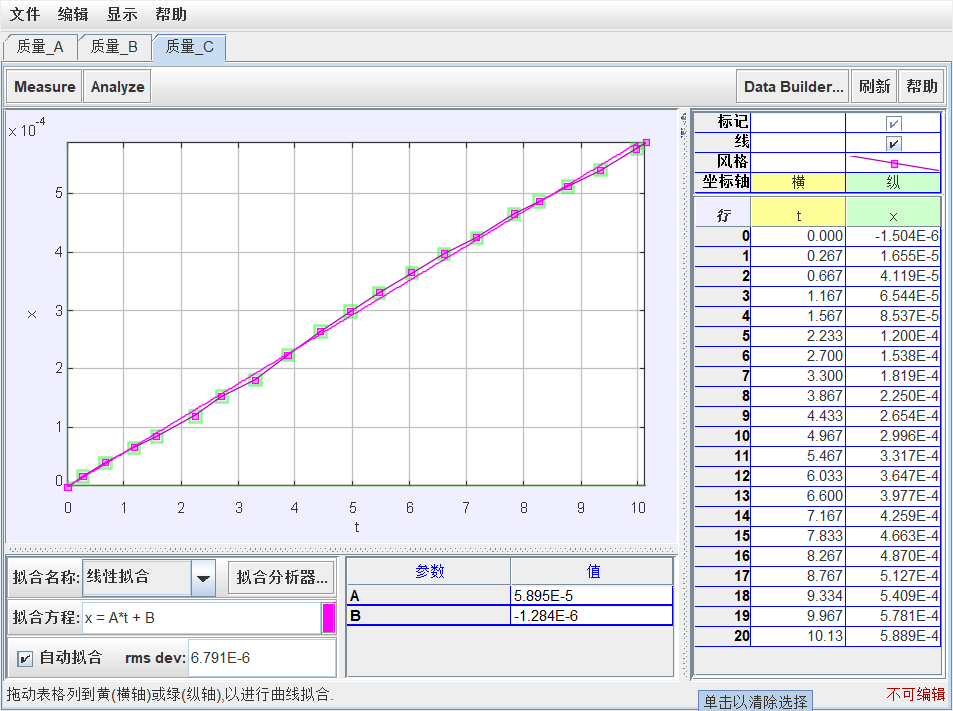 文件 编辑 显示 帮助
质量_A 质量_B 质量_C
Measure Analyze Data Builder... 刷新 帮助
x 10-4
x
5
4
3
2
1
0
0 1 2 3 4 5 6 7 8 9 10
t
标记
线
风格
坐标轴 横 纵
行 t x
0 0.000 -1.504E-6
1 0.267 1.655E-5
2 0.667 4.119E-5
3 1.167 6.544E-5
4 1.567 8.537E-5
5 2.233 1.200E-4
6 2.700 1.538E-4
7 3.300 1.819E-4
8 3.867 2.250E-4
9 4.433 2.654E-4
10 4.967 2.996E-4
11 5.467 3.317E-4
12 6.033 3.647E-4
13 6.600 3.977E-4
14 7.167 4.259E-4
15 7.833 4.663E-4
16 8.267 4.870E-4
17 8.767 5.127E-4
18 9.334 5.409E-4
19 9.967 5.781E-4
20 10.13 5.889E-4
拟合名称: 线性拟合 拟合分析器...
拟合方程: x = A*t + B
自动拟合 rms dev: 6.791E-6
参数 值
A 5.895E-5
B -1.284E-6
拖动表格列到黄(横轴)或绿(纵轴),以进行曲线拟合.
单击以清除选择
不可编辑